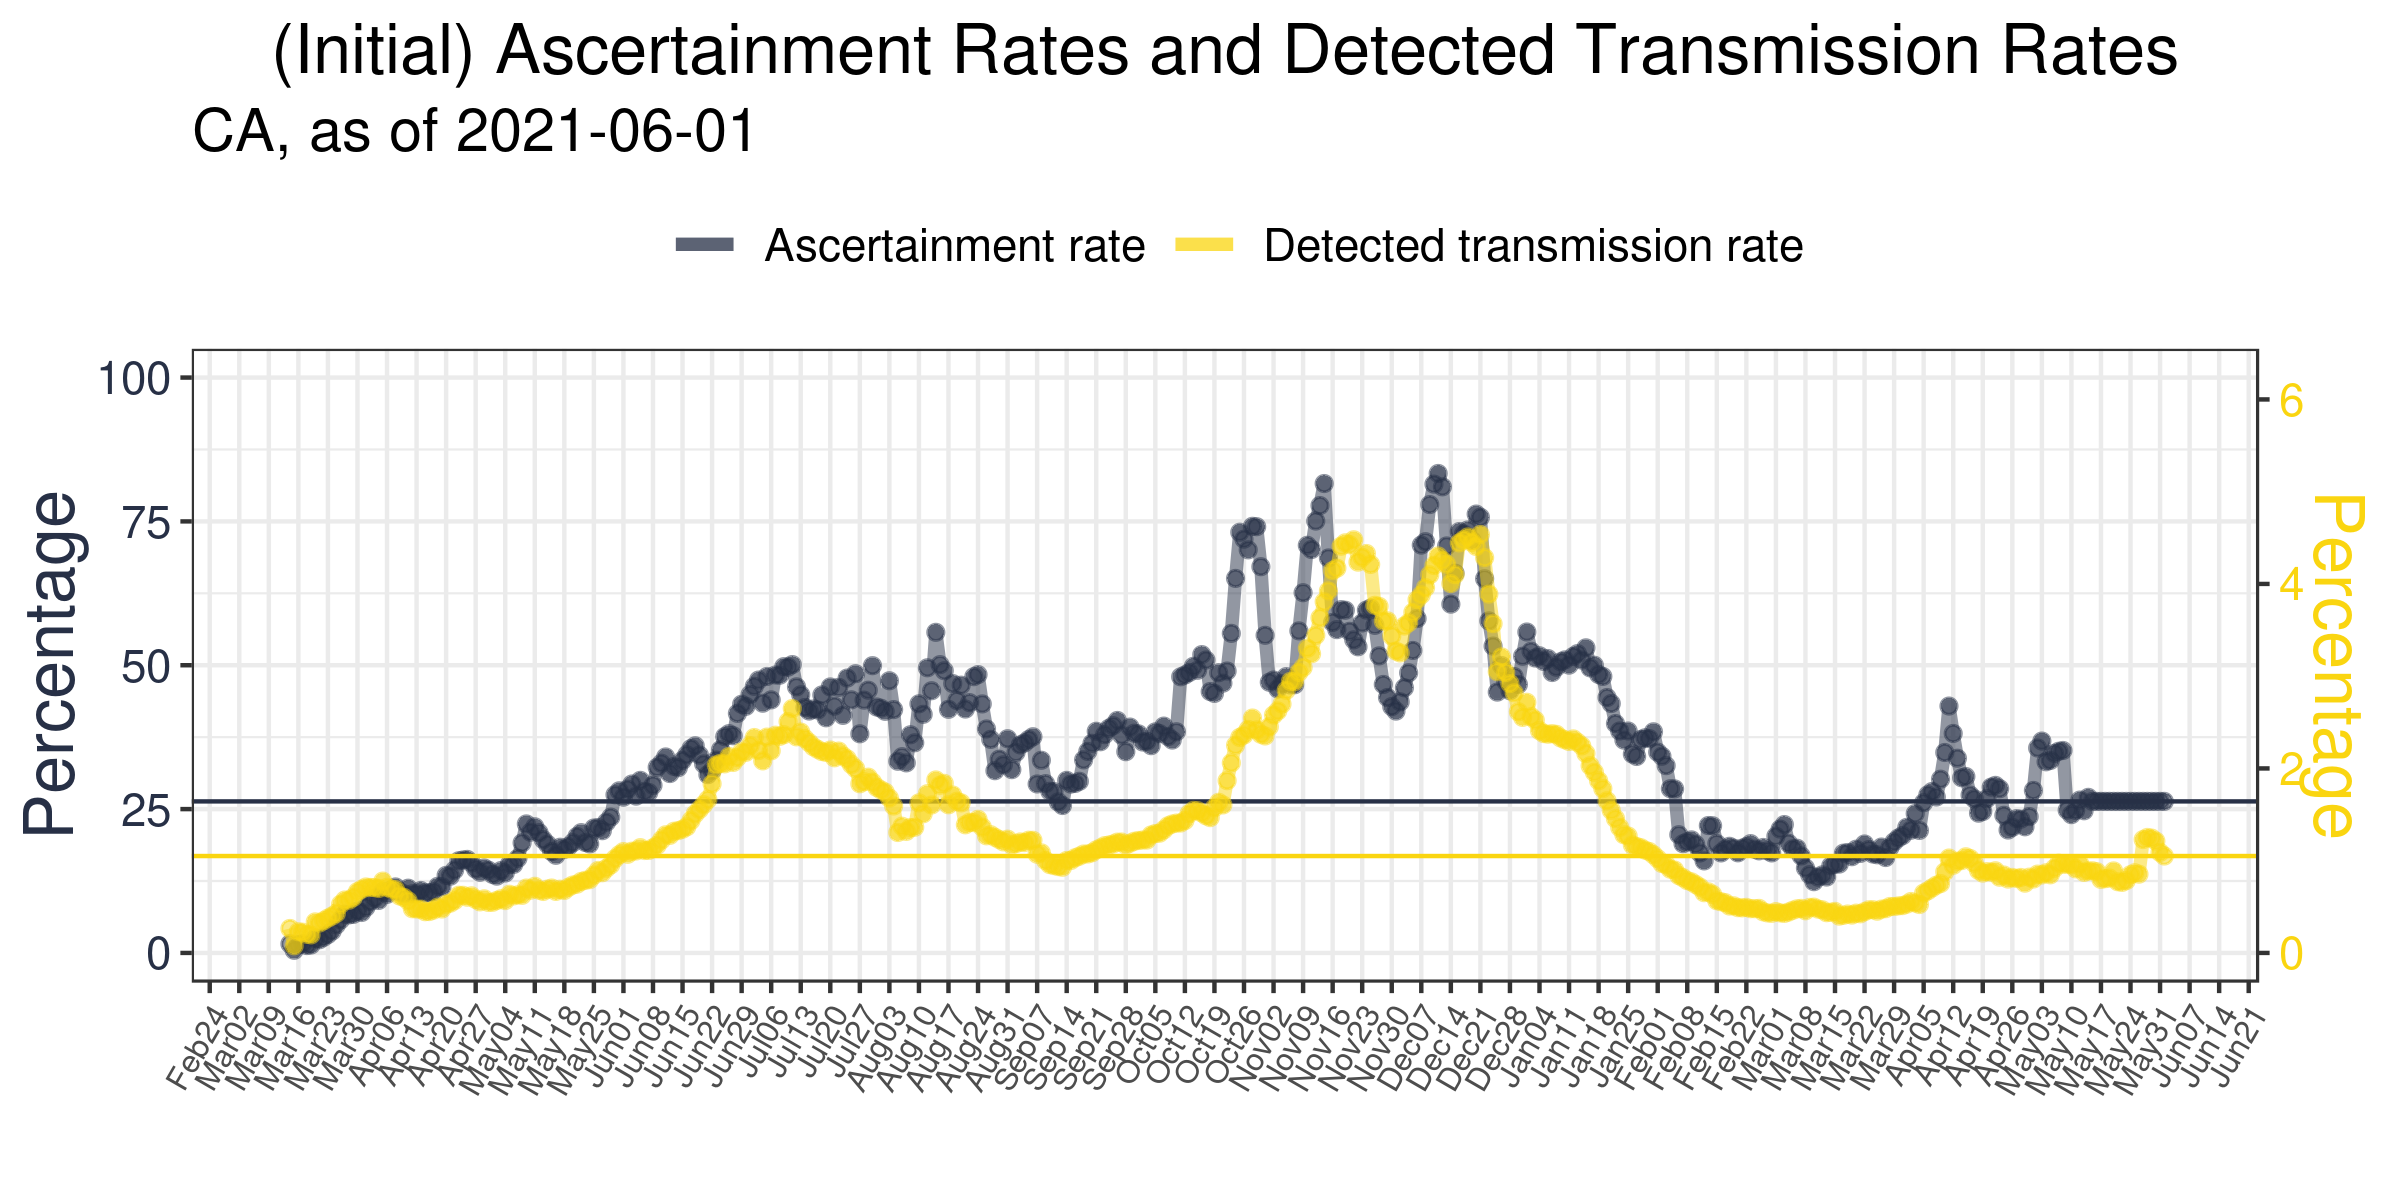 (Initial) Ascertainment Rates and Detected Transmission Rates
CA, as of 2021-06-01
Ascertainment rate
Detected transmission rate
Percentage
100
75
50
25
0
6
4
2
0
Percentage
Feb24
Mar02
Mar09
Mar16
Mar23
Mar30
Apr06
Apr13
Apr20
Apr27
May04
May11
May18
May25
Jun01
Jun08
Jun15
Jun22
Jun29
Jul06
Jul13
Jul20
Jul27
Aug03
Aug10
Aug17
Aug24
Aug31
Sep07
Sep14
Sep21
Sep28
Oct05
Oct12
Oct19
Oct26
Nov02
Nov09
Nov16
Nov23
Nov30
Dec07
Dec14
Dec21
Dec28
Jan04
Jan11
Jan18
Jan25
Feb01
Feb08
Feb15
Feb22
Mar01
Mar08
Mar15
Mar22
Mar29
Apr05
Apr12
Apr19
Apr26
May03
May10
May17
May24
May31
Jun07
Jun14
Jun21